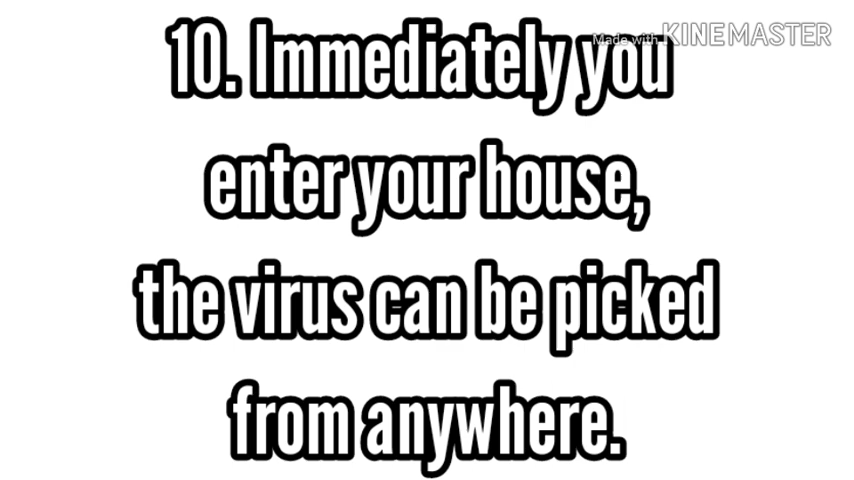 Made with KINEMASTER
10. Immediately you
enter your house,
the virus can be picked
from anywhere.